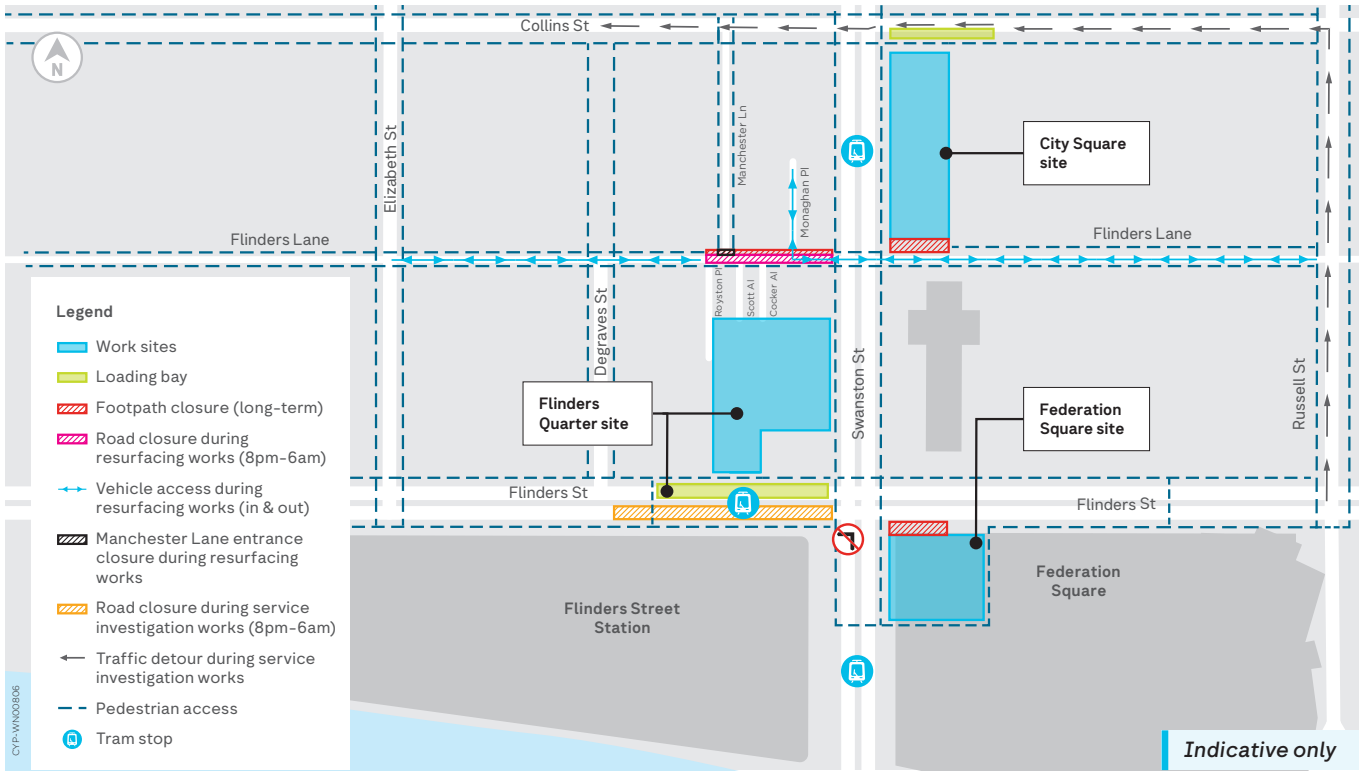 Collins St
N
Manchester Ln
City Square
site
Elizabeth St
Monaghan Pl
Flinders Lane
Flinders Lane
Royston Pl
Scott Al
Cocker Al
Degraves St
Swanston St
Russell St
Flinders
Quarter site
Federation
Square site
Flinders St
Flinders St
Flinders Street
Station
Federation
Square
Legend
Work sites
Loading bay
Footpath closure (long-term)
Road closure during
resurfacing works (8pm-6am)
Vehicle access during
resurfacing works (in & out)
Manchester Lane entrance
closure during resurfacing
works
Road closure during service
investigation works (8pm-6am)
Traffic detour during service
investigation works
Pedestrian access
Tram stop
CYP-WN00806
Indicative only